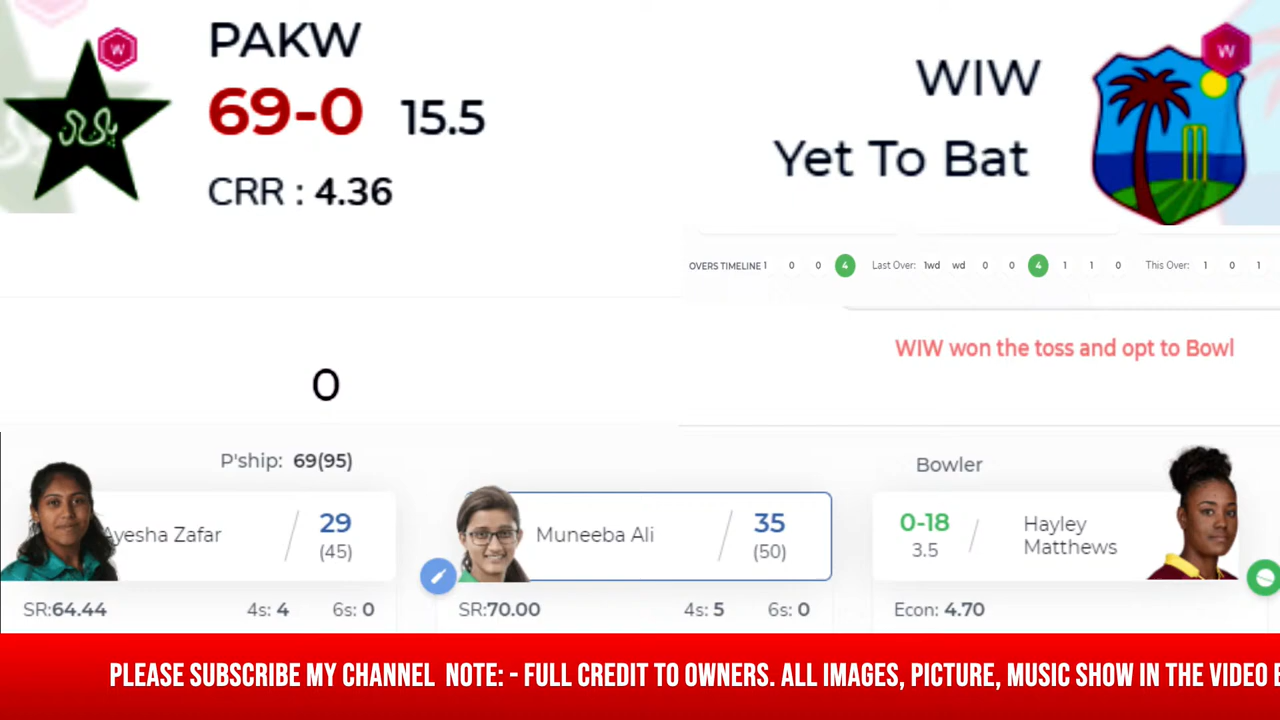 W
PAKW
69-0 15.5
CRR : 4.36
W
WIW
Yet To Bat
OVERS TIMELINE 1 0 0 4 Last Over: 1wd wd 0 0 4 1 1 0 This Over: 1 0 1
WIW won the toss and opt to Bowl
0
P'ship: 69(95)
Ayesha Zafar
29
(45)
SR:64.44 4s: 4 6s: 0
Muneeba Ali
35
(50)
SR:70.00 4s: 5 6s: 0
Bowler
0-18
3.5
Hayley
Matthews
Econ: 4.70
PLEASE SUBSCRIBE MY CHANNEL NOTE: - FULL CREDIT TO OWNERS. ALL IMAGES, PICTURE, MUSIC SHOW IN THE VIDEO